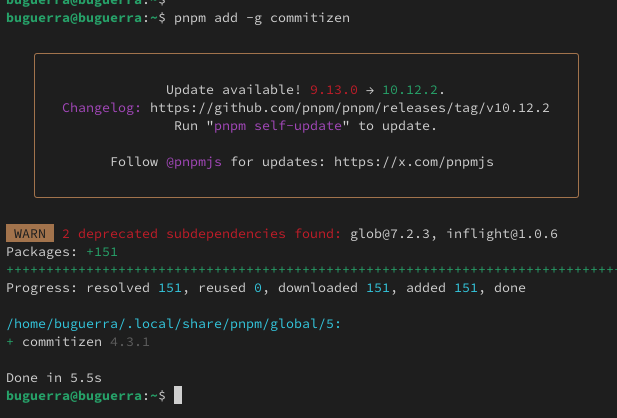 buguerra@buguerra:~$
buguerra@buguerra:~$ pnpm add -g commitizen
Update available! 9.13.0 → 10.12.2.
Changelog: https://github.com/pnpm/pnpm/releases/tag/v10.12.2
Run "pnpm self-update" to update.
Follow @pnpmjs for updates: https://x.com/pnpmjs
WARN 2 deprecated subdependencies found: glob@7.2.3, inflight@1.0.6
Packages: +151
++++++++++++++++++++++++++++++++++++++++++++++++++++++++++++++++++++++++++++
Progress: resolved 151, reused 0, downloaded 151, added 151, done
/home/buguerra/.local/share/pnpm/global/5:
+ commitizen 4.3.1
Done in 5.5s
buguerra@buguerra:~$